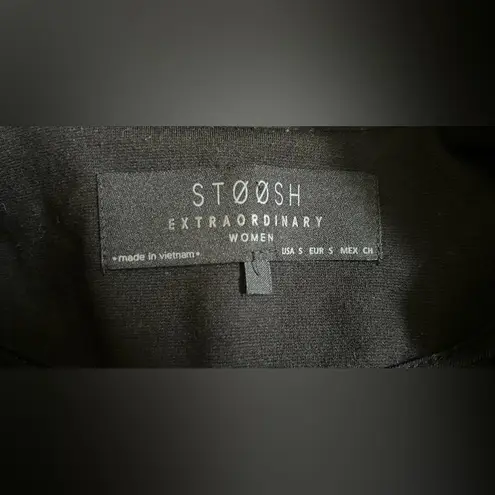 STØØSH
EXTRAORDINARY
WOMEN
•made in vietnam•
USA S EUR S MEX CH